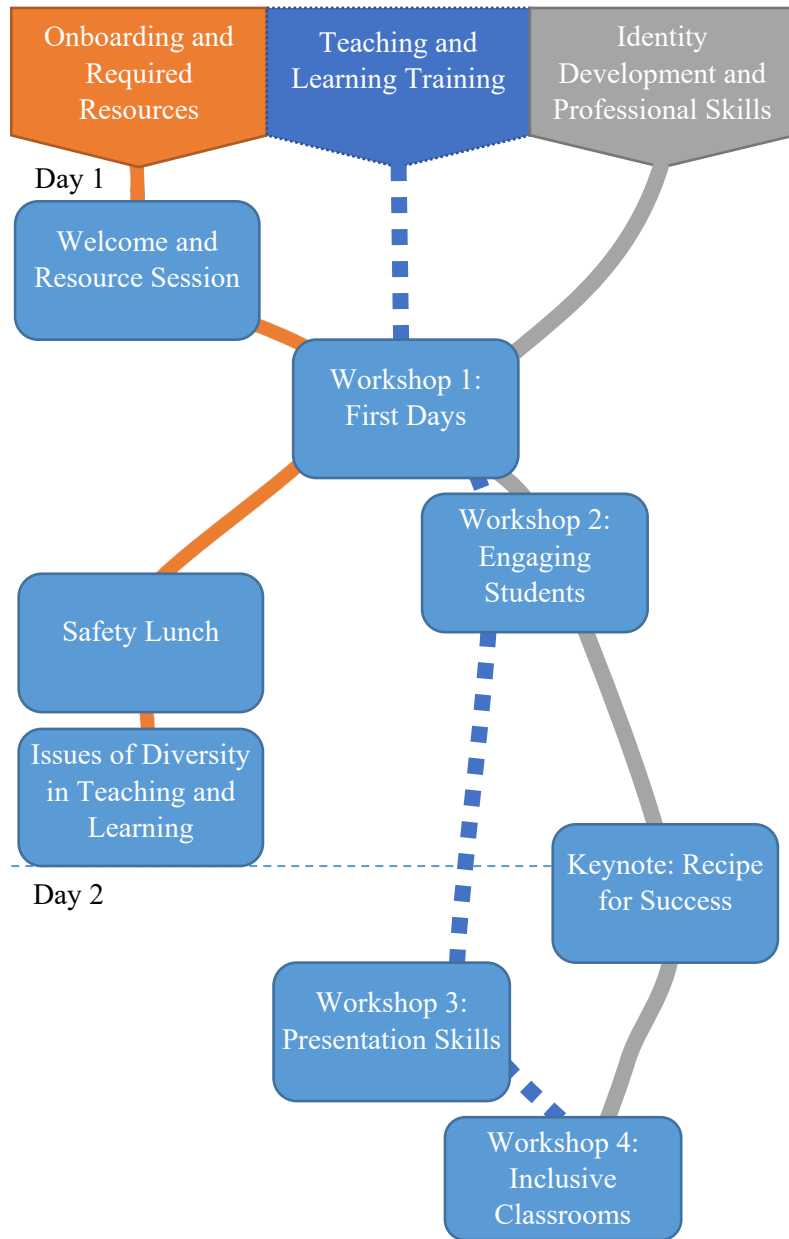 Onboarding and
Required
Resources
Teaching and
Learning Training
Identity
Development and
Professional Skills
Day 1
Welcome and
Resource Session
Workshop 1:
First Days
Workshop 2:
Engaging
Students
Safety Lunch
Issues of Diversity
in Teaching and
Learning
Keynote: Recipe
for Success
Day 2
Workshop 3:
Presentation Skills
Workshop 4:
Inclusive
Classrooms